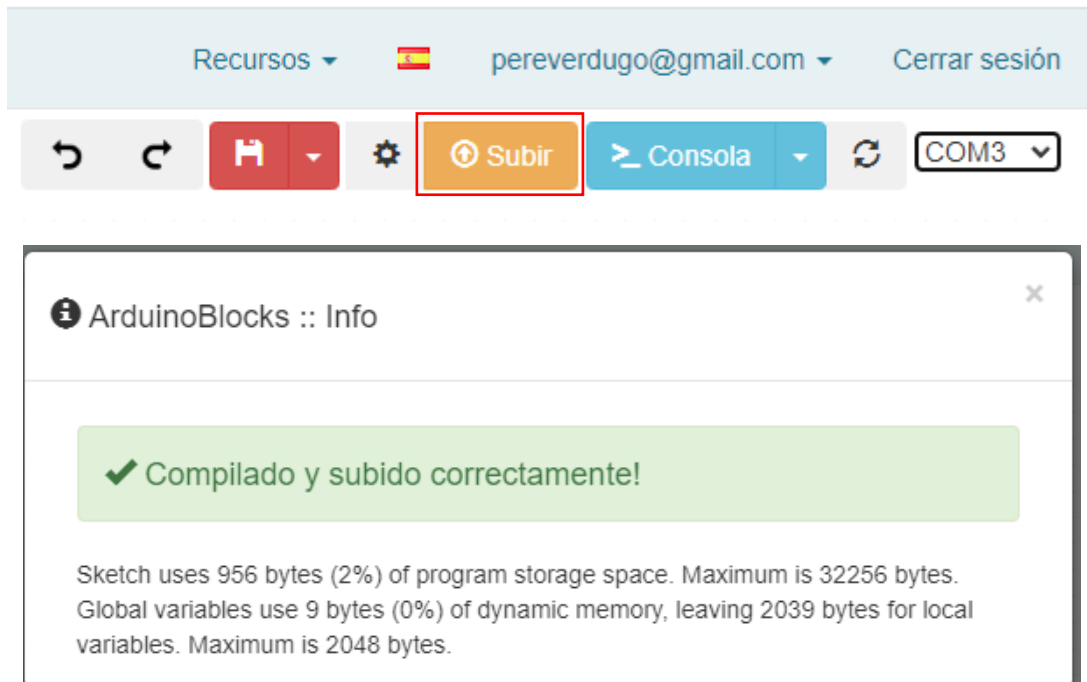 Recursos pereverdugo@gmail.com Cerrar sesión
Subir >_ Consola COM3
ArduinoBlocks :: Info ×
Compilado y subido correctamente!
Sketch uses 956 bytes (2%) of program storage space. Maximum is 32256 bytes.
Global variables use 9 bytes (0%) of dynamic memory, leaving 2039 bytes for local
variables. Maximum is 2048 bytes.